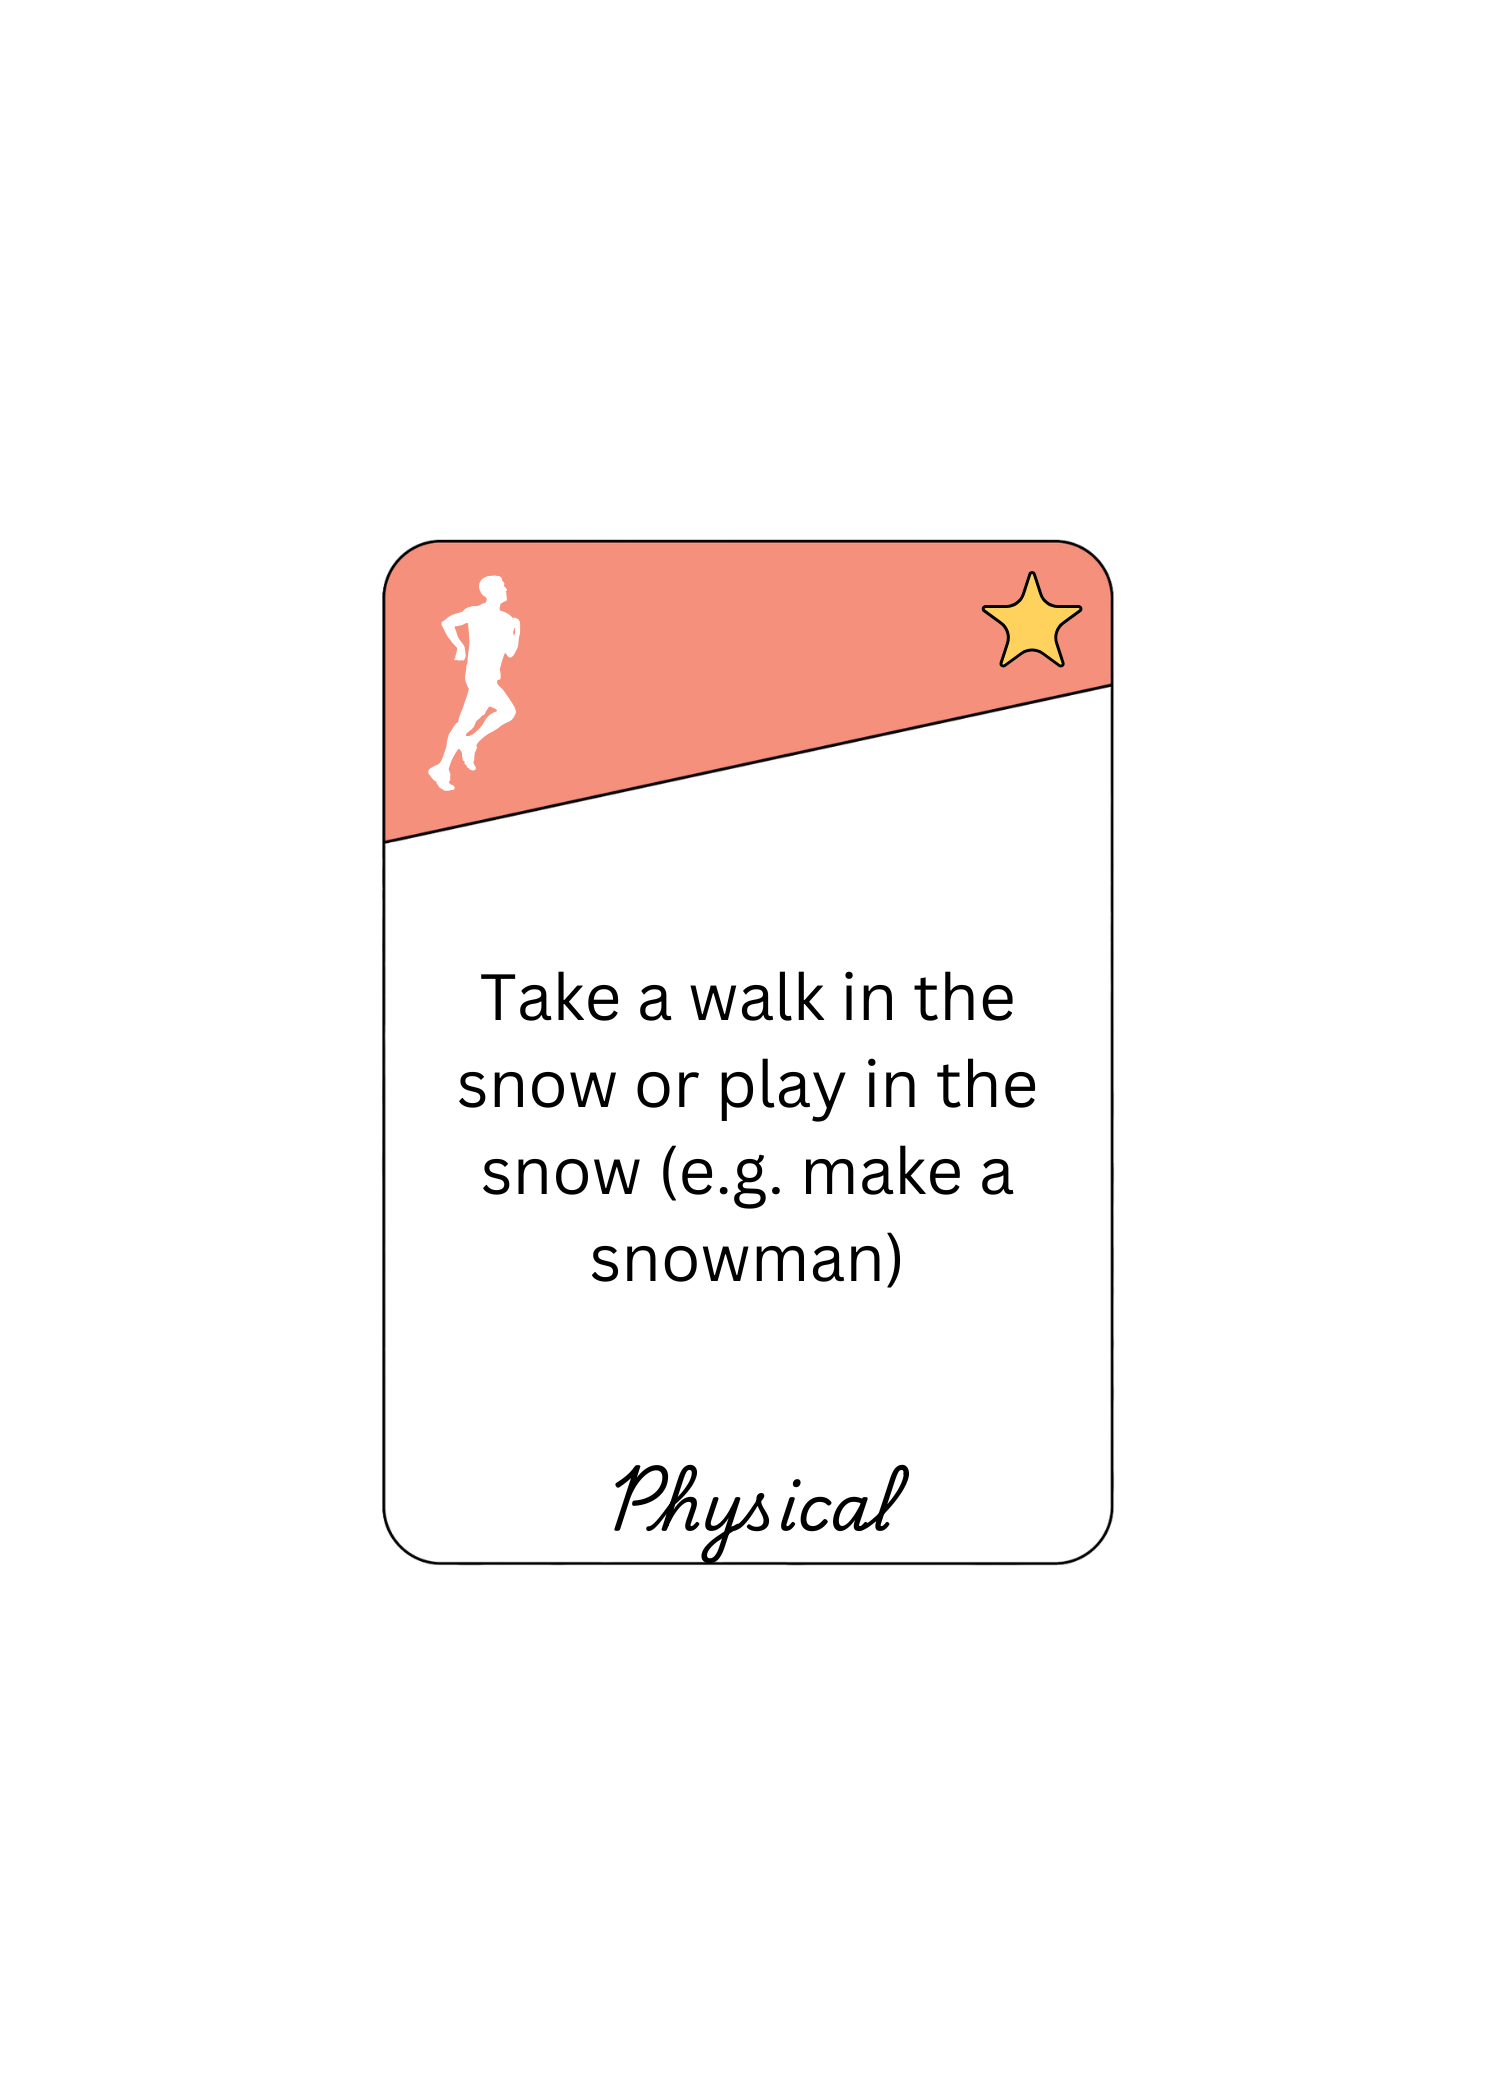 Take a walk in the
snow or play in the
snow (e.g. make a
snowman)
Physical